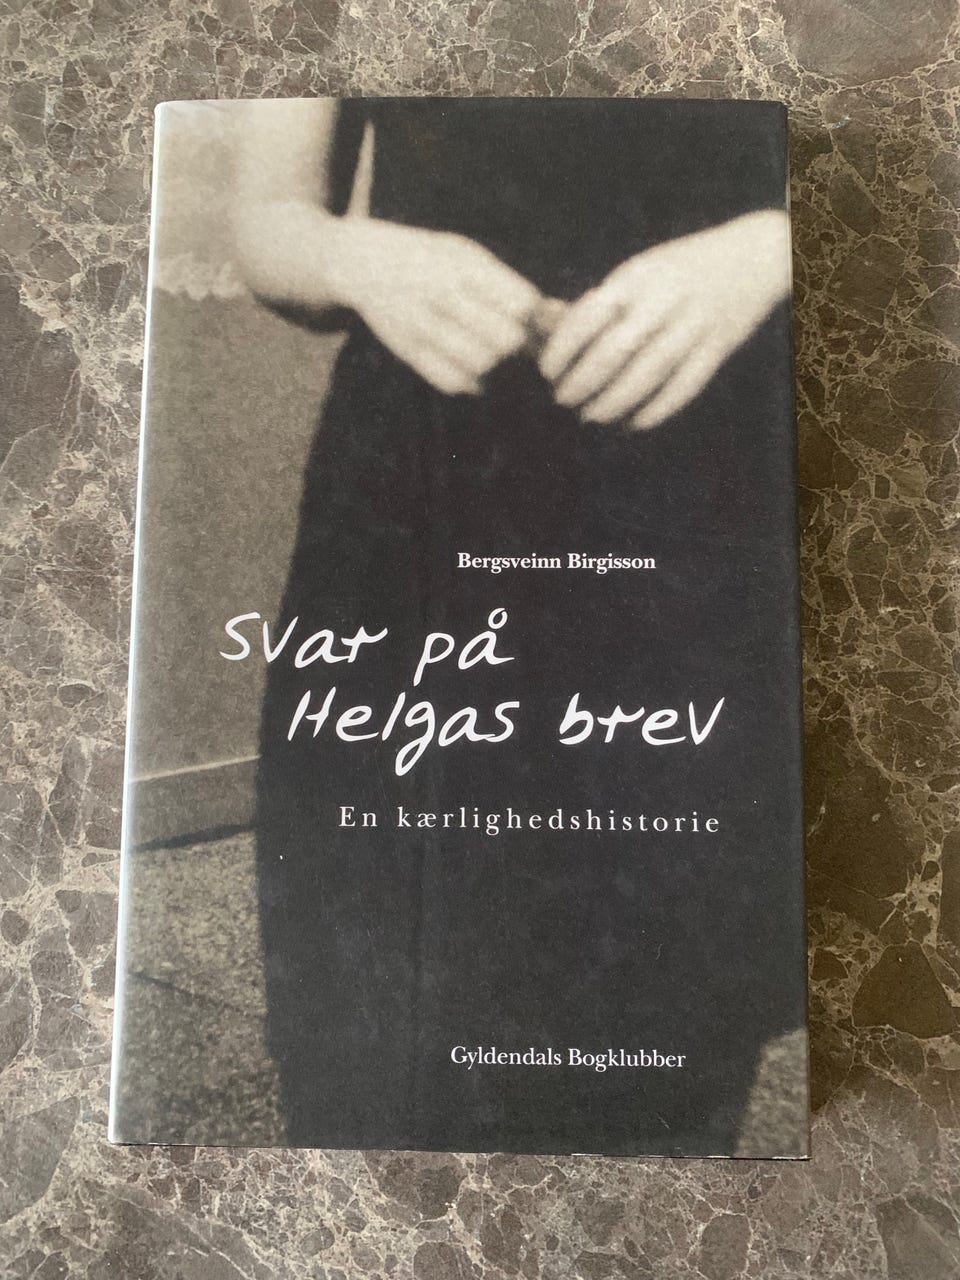 Bergsveinn Birgisson
Svar på
Helgas brev
En kærlighedshistorie
Gyldendals Bogklubber